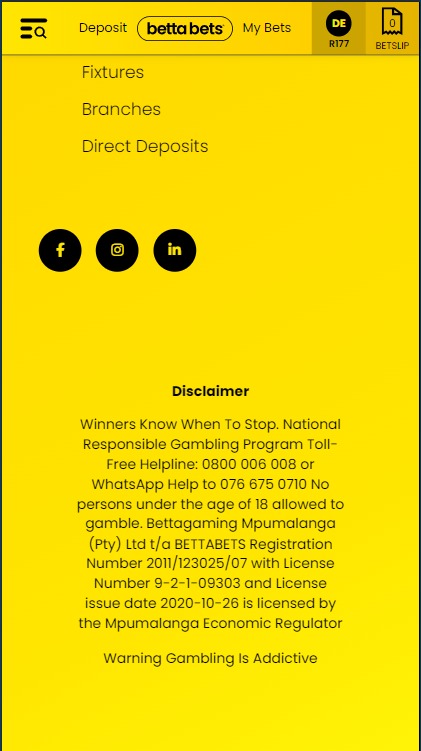 Deposit betta bets My Bets DE R177 0 BETSLIP
Fixtures
Branches
Direct Deposits
f in
Disclaimer
Winners Know When To Stop. National
Responsible Gambling Program Toll-
Free Helpline: 0800 006 008 or
WhatsApp Help to 076 675 0710 No
persons under the age of 18 allowed to
gamble. Bettagaming Mpumalanga
(Pty) Ltd t/a BETTABETS Registration
Number 2011/123025/07 with License
Number 9-2-1-09303 and License
issue date 2020-10-26 is licensed by
the Mpumalanga Economic Regulator
Warning Gambling Is Addictive